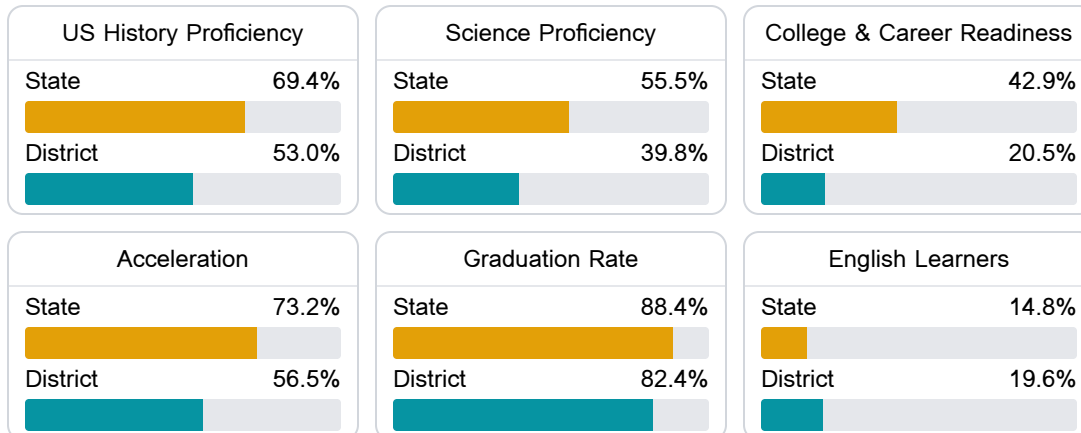 US History Proficiency
State 69.4%
District 53.0%
Science Proficiency
State 55.5%
District 39.8%
College & Career Readiness
State 42.9%
District 20.5%
Acceleration
State 73.2%
District 56.5%
Graduation Rate
State 88.4%
District 82.4%
English Learners
State 14.8%
District 19.6%